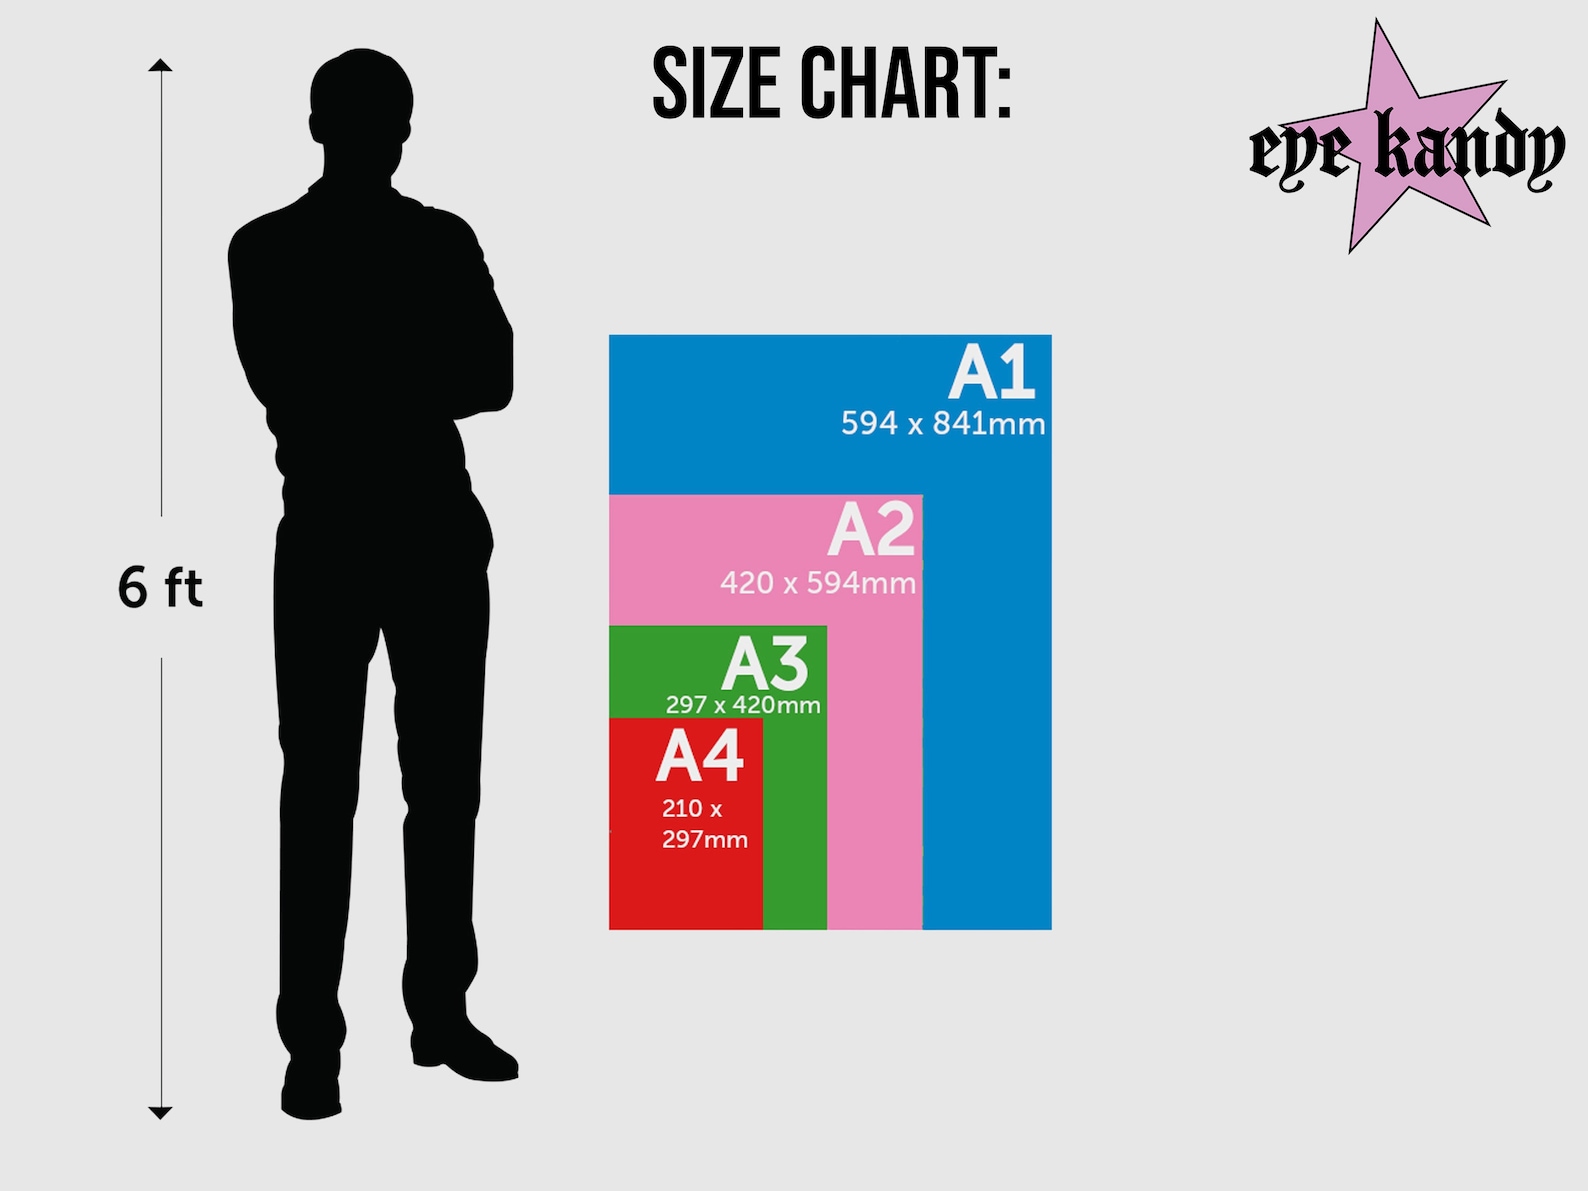 SIZE CHART:
eye kandy
6 ft
A1
594 x 841mm
A2
420 x 594mm
A3
297 x 420mm
A4
210 x
297mm